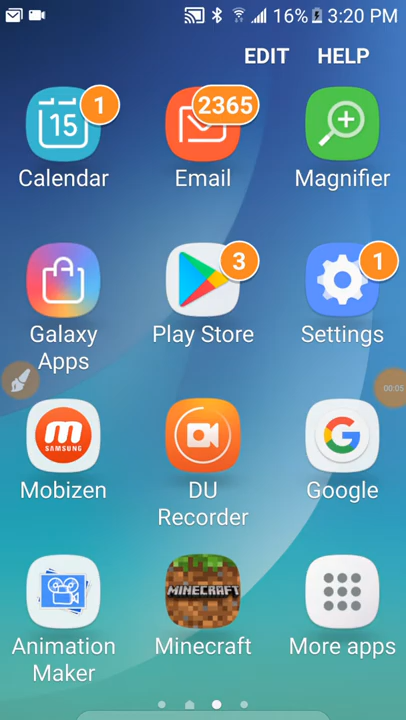 16% 3:20 PM
EDIT HELP
15 1 2365
Calendar Email Magnifier
3 1
Galaxy Apps Play Store Settings
00:05
m
SAMSUNG
Mobizen DU Recorder Google
G
MINECRAFT
Animation Maker Minecraft More apps